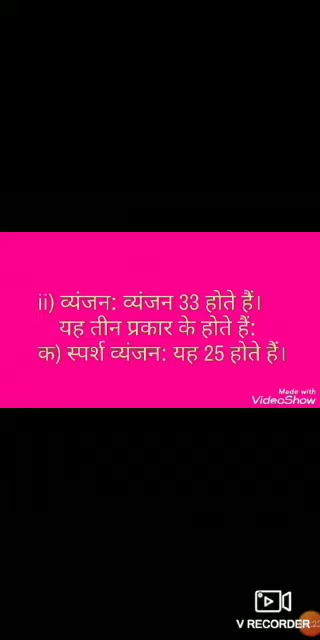 ii) व्यंजन: व्यंजन 33 होते हैं।
यह तीन प्रकार के होते हैं:
क) स्पर्श व्यंजन: यह 25 होते हैं।
Made with
VideoShow
V RECORDER